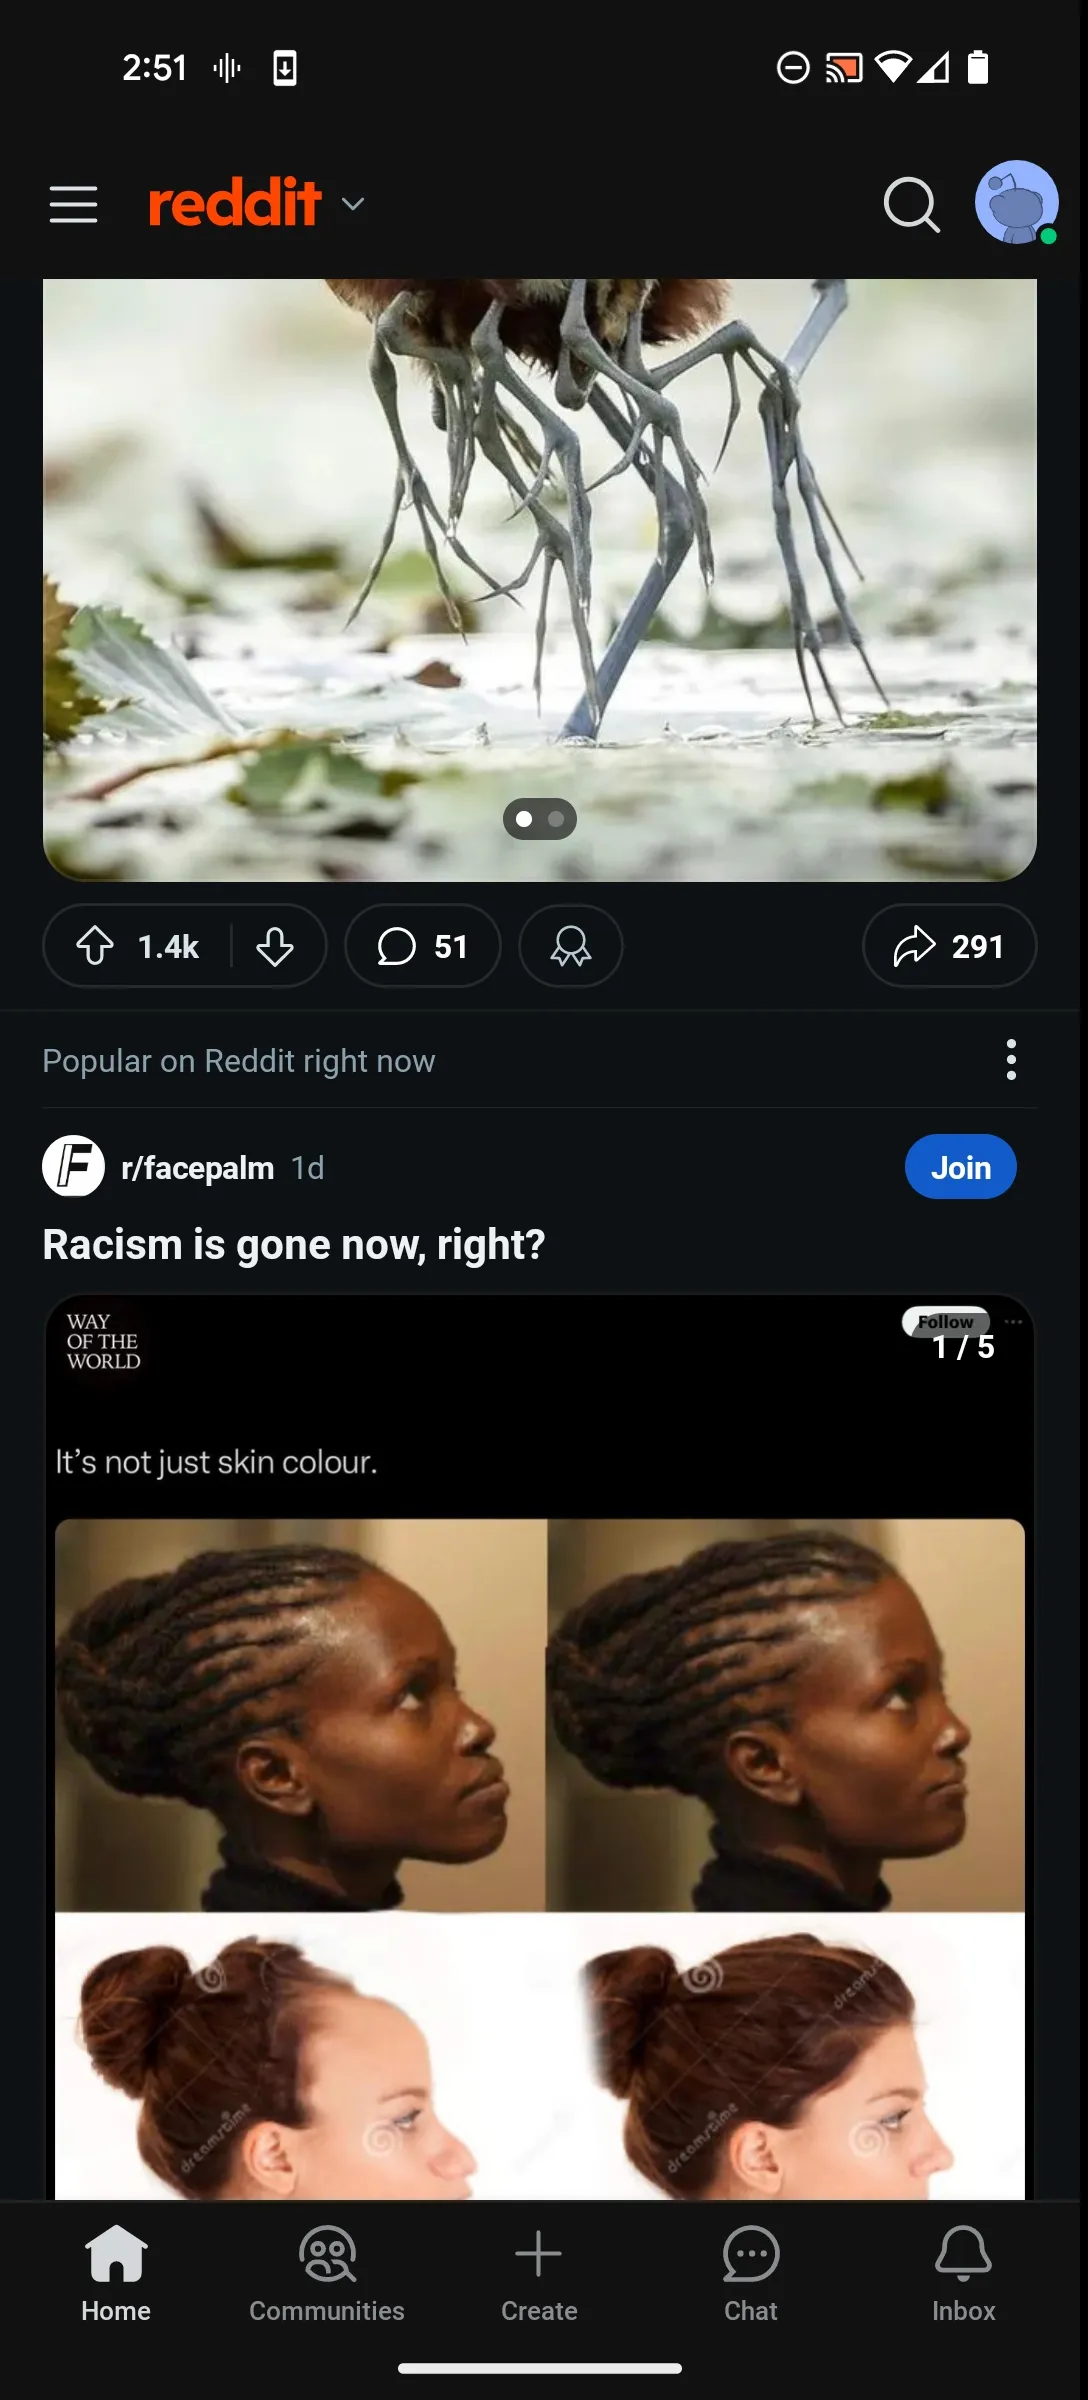 2:51
reddit
1.4k
51
291
Popular on Reddit right now
r/facepalm 1d
Join
Racism is gone now, right?
WAY
OF THE
WORLD
Follow
1 / 5
It's not just skin colour.
dreamstime
dreamstime
dreamstime
Home
Communities
Create
Chat
Inbox